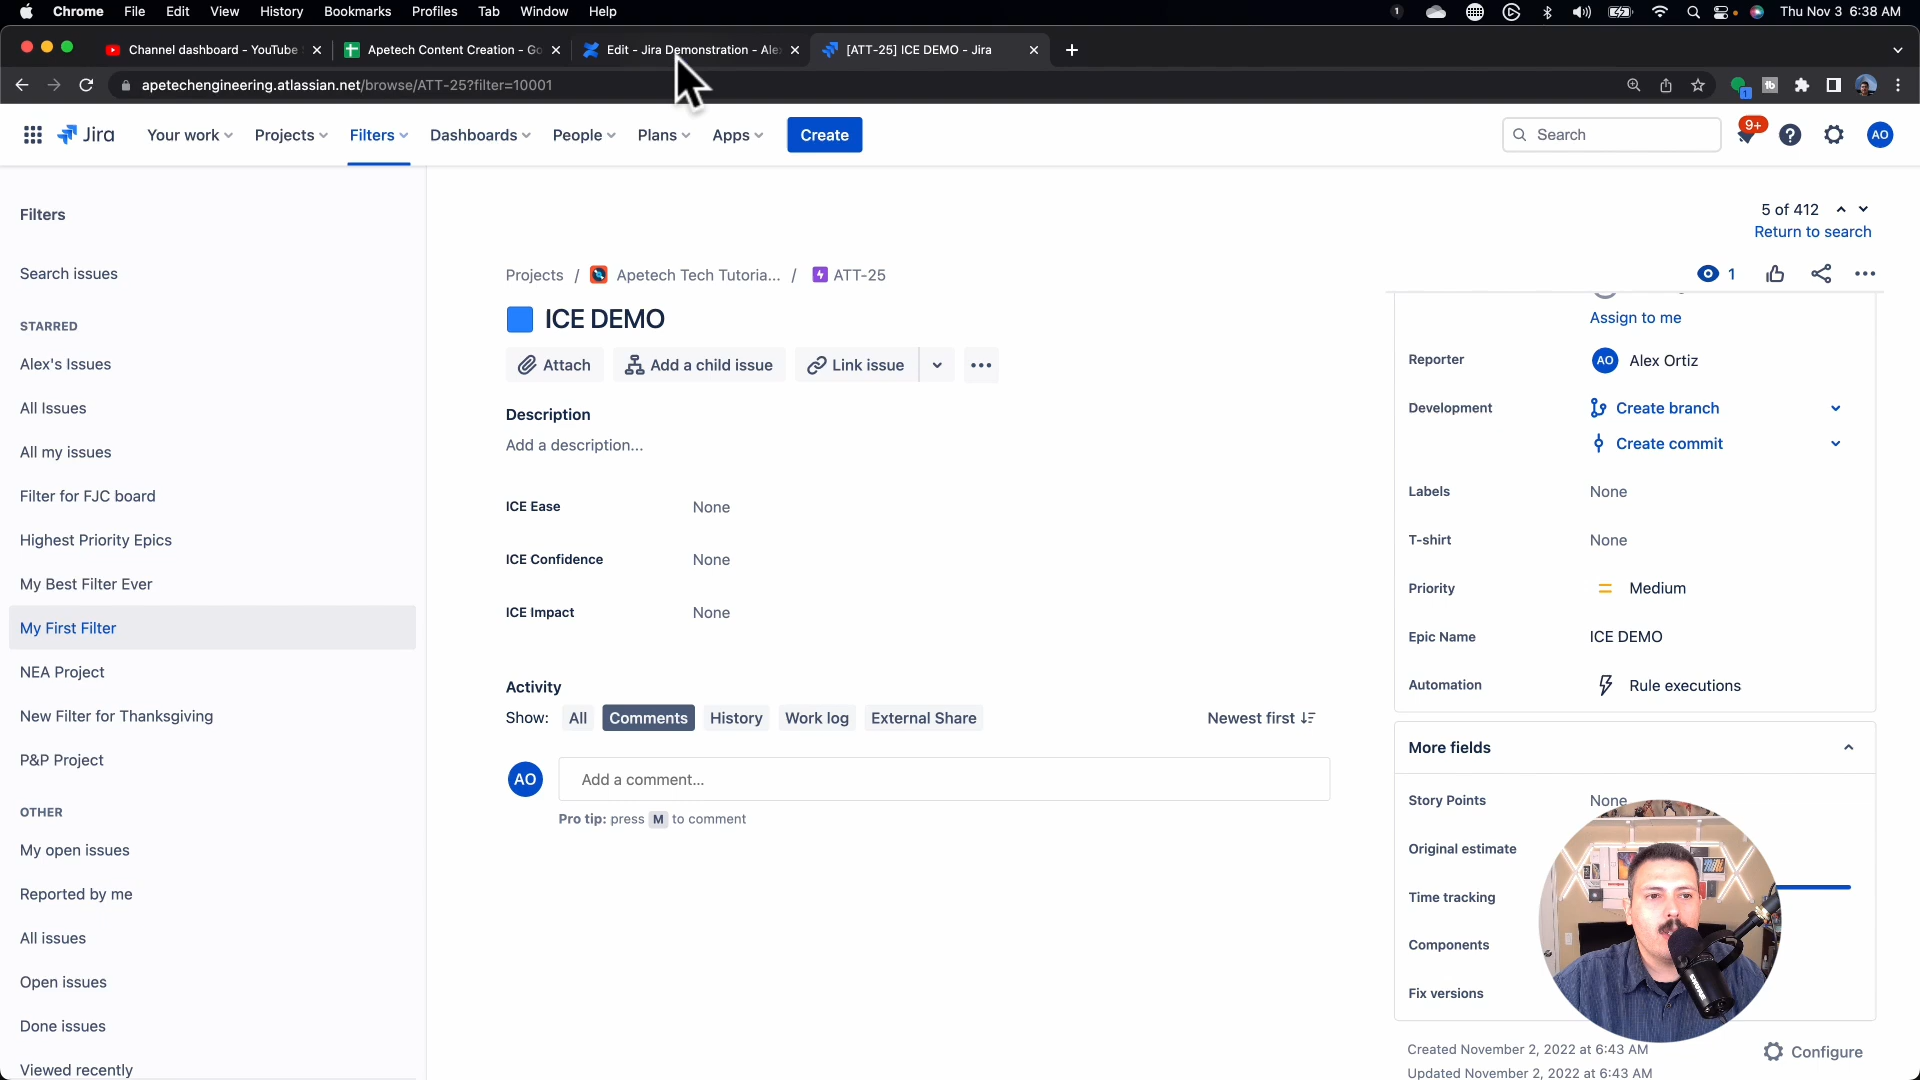 Chrome File Edit View History Bookmarks Profiles Tab Window Help 1 Thu Nov 3 6:38 AM
Channel dashboard - YouTube Apetech Content Creation - Go Edit - Jira Demonstration - Ale [ATT-25] ICE DEMO - Jira
apetechengineering.atlassian.net/browse/ATT-25?filter=10001 1 tb
Jira Your work Projects Filters Dashboards People Plans Apps Create Search 9+ AO
Filters
Search issues
STARRED
Alex's Issues
All Issues
All my issues
Filter for FJC board
Highest Priority Epics
My Best Filter Ever
My First Filter
NEA Project
New Filter for Thanksgiving
P&P Project
OTHER
My open issues
Reported by me
All issues
Open issues
Done issues
Viewed recently
5 of 412
Return to search
Projects / Apetech Tech Tutoria... / ATT-25
1
ICE DEMO
Attach Add a child issue Link issue
Description
Add a description...
ICE Ease None
ICE Confidence None
ICE Impact None
Activity
Show: All Comments History Work log External Share Newest first
AO Add a comment...
Pro tip: press M to comment
Assign to me
Reporter AO Alex Ortiz
Development Create branch
Create commit
Labels None
T-shirt None
Priority Medium
Epic Name ICE DEMO
Automation Rule executions
More fields
Story Points None
Original estimate
Time tracking
Components
Fix versions
Created November 2, 2022 at 6:43 AM
Updated November 2, 2022 at 6:43 AM
Configure